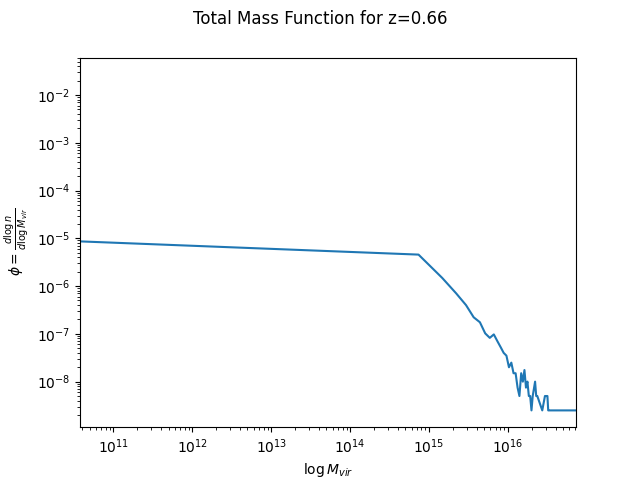 Total Mass Function for z=0.66
10⁻²
10⁻³
10⁻⁴
10⁻⁵
10⁻⁶
10⁻⁷
10⁻⁸
ϕ = d log n / d log M_vir
10¹¹ 10¹² 10¹³ 10¹⁴ 10¹⁵ 10¹⁶
log M_vir